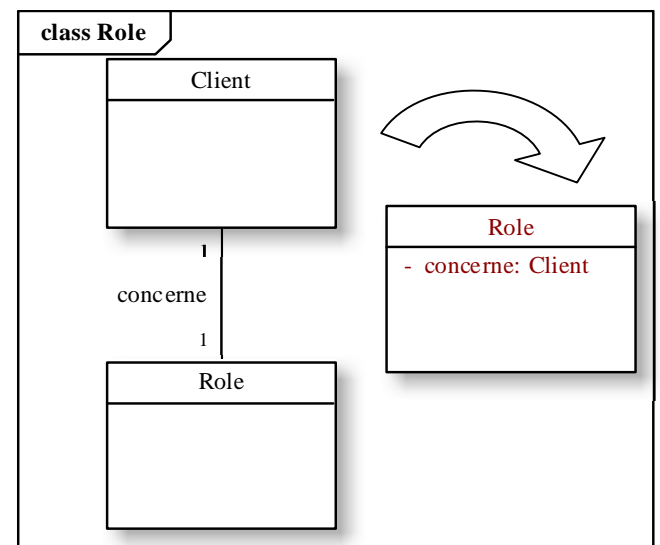 class Role
Client
1
concerne
1
Role
Role
- concerne: Client